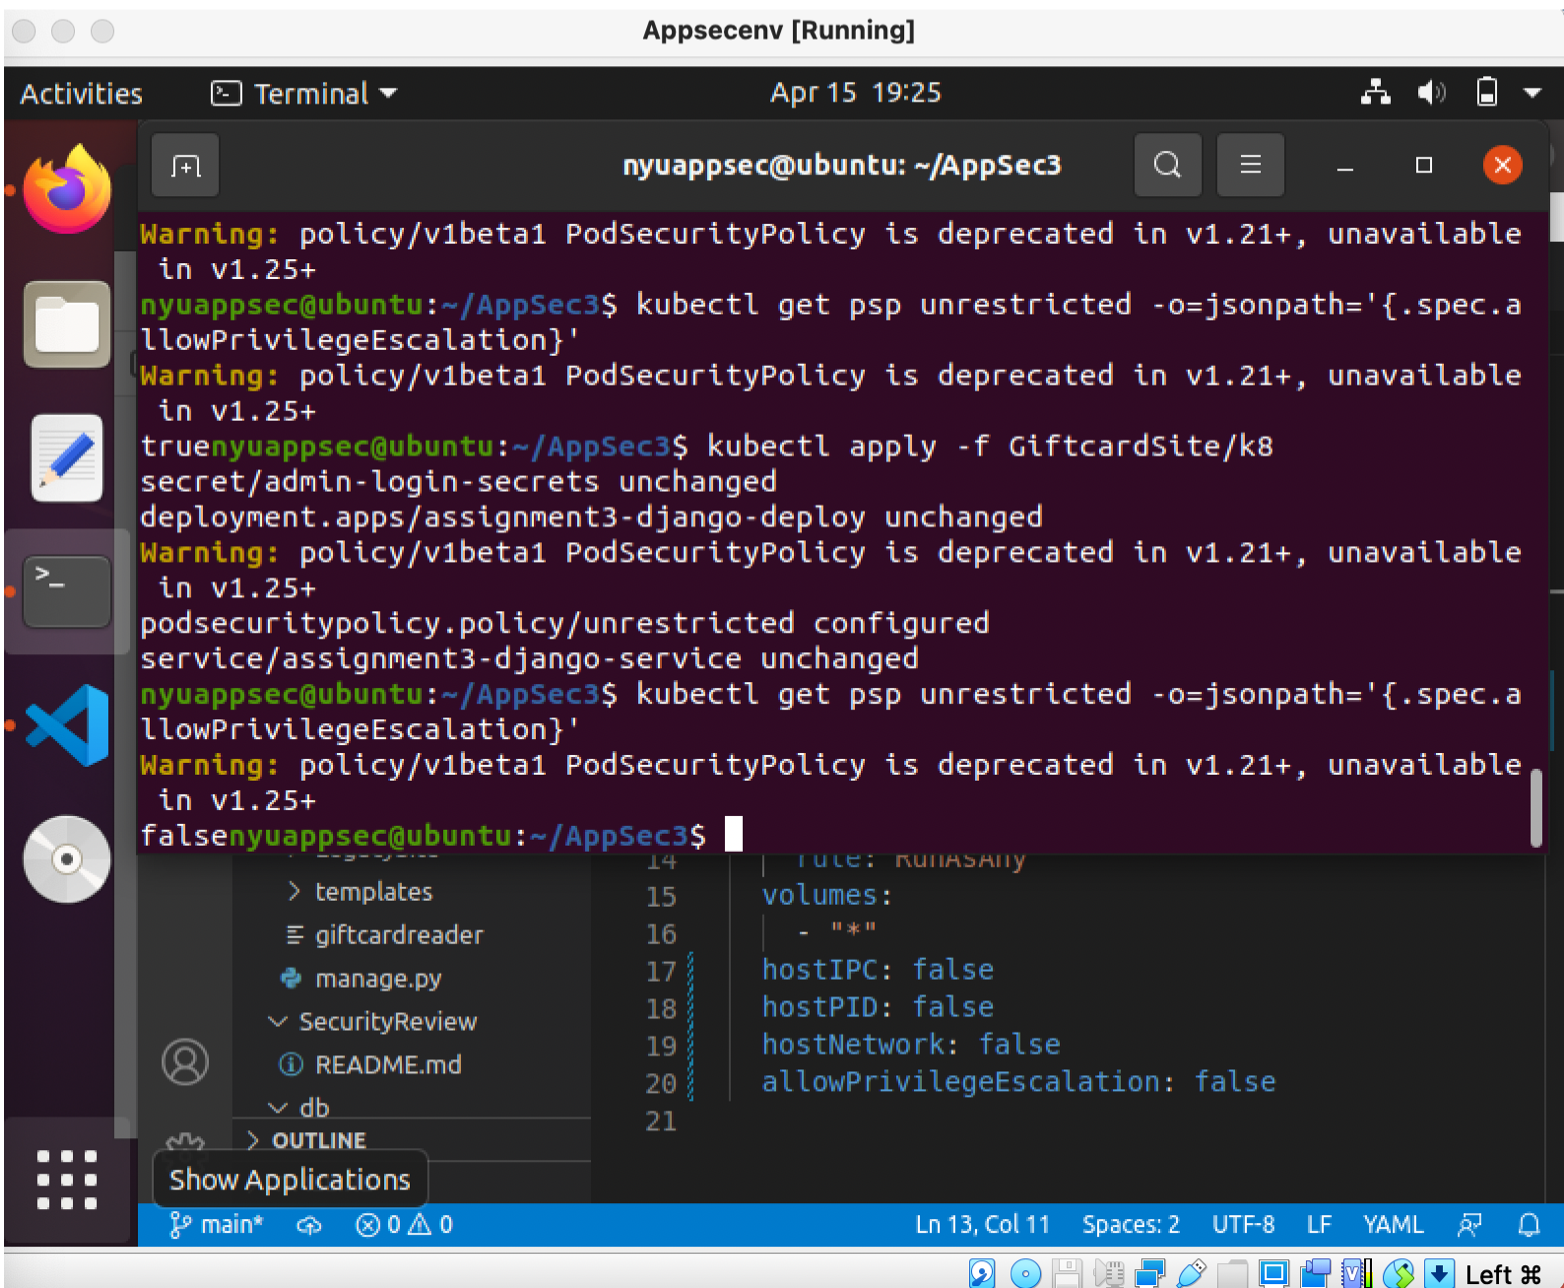 Appsecenv [Running]
Activities
Terminal
Apr 15 19:25
nyuappsec@ubuntu: ~/AppSec3
Warning: policy/v1beta1 PodSecurityPolicy is deprecated in v1.21+, unavailable
in v1.25+
nyuappsec@ubuntu:~/AppSec3$ kubectl get psp unrestricted -o=jsonpath='{.spec.a
llowPrivilegeEscalation}'
Warning: policy/v1beta1 PodSecurityPolicy is deprecated in v1.21+, unavailable
in v1.25+
truenyuappsec@ubuntu:~/AppSec3$ kubectl apply -f GiftcardSite/k8
secret/admin-login-secrets unchanged
deployment.apps/assignment3-django-deploy unchanged
Warning: policy/v1beta1 PodSecurityPolicy is deprecated in v1.21+, unavailable
in v1.25+
podsecuritypolicy.policy/unrestricted configured
service/assignment3-django-service unchanged
nyuappsec@ubuntu:~/AppSec3$ kubectl get psp unrestricted -o=jsonpath='{.spec.a
llowPrivilegeEscalation}'
Warning: policy/v1beta1 PodSecurityPolicy is deprecated in v1.21+, unavailable
in v1.25+
falsenyuappsec@ubuntu:~/AppSec3$
14 rule: RunAsAny
templates
15 volumes:
giftcardreader
16 - "*"
manage.py
17 hostIPC: false
18 hostPID: false
SecurityReview
19 hostNetwork: false
README.md
20 allowPrivilegeEscalation: false
db
21
OUTLINE
Show Applications
main* 0 0 Ln 13, Col 11 Spaces: 2 UTF-8 LF YAML
Left ⌘